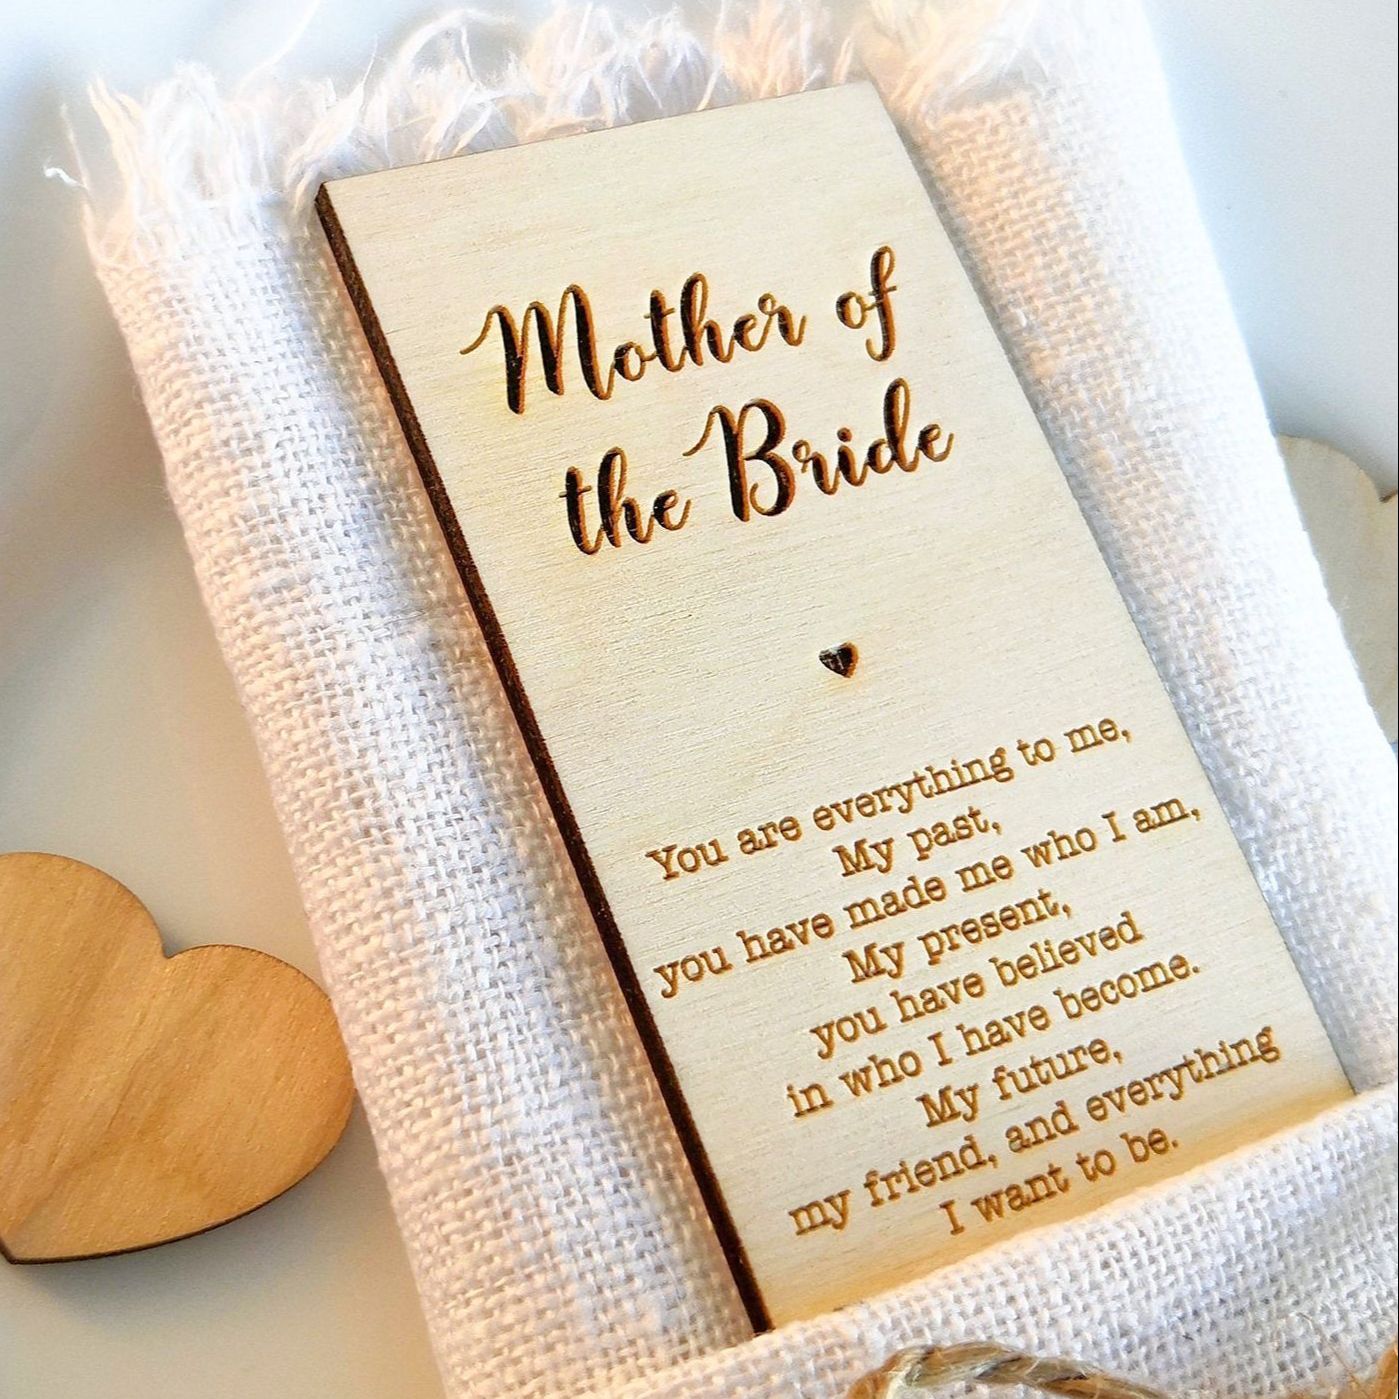 Mother of
the Bride
You are everything to me,
My past,
you have made me who I am,
My present,
you have believed
in who I have become.
My future,
my friend, and everything
I want to be.